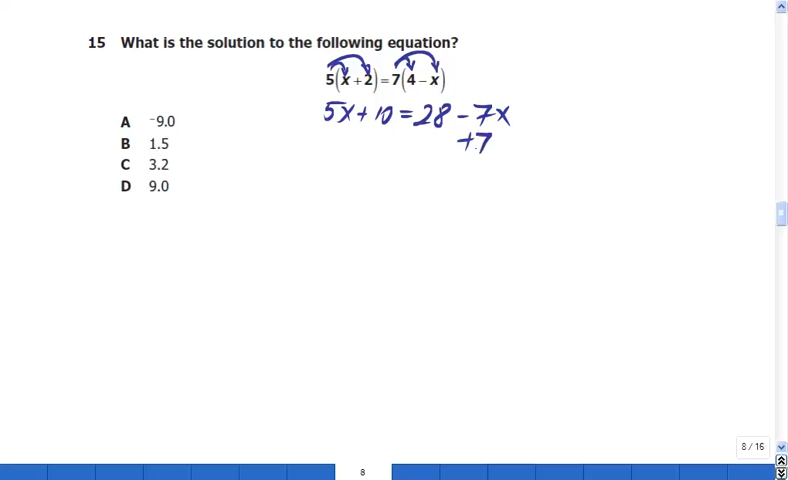 15 What is the solution to the following equation?
5(x + 2) = 7(4 − x)
5x + 10 = 28 − 7x
+7
A ⁻9.0
B 1.5
C 3.2
D 9.0
8 / 16
8